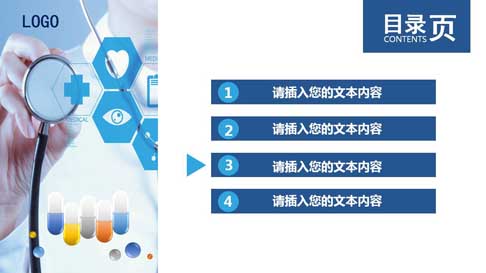 LOGO
MEDI
MEDICAL
目录页
CONTENTS
1 请插入您的文本内容
2 请插入您的文本内容
3 请插入您的文本内容
4 请插入您的文本内容